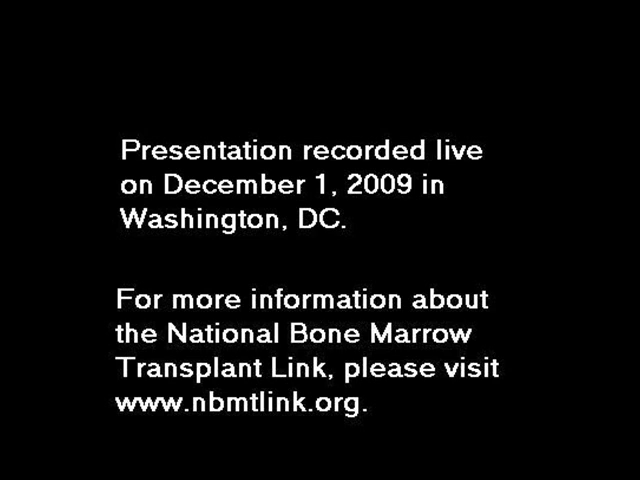 Presentation recorded live
on December 1, 2009 in
Washington, DC.
For more information about
the National Bone Marrow
Transplant Link, please visit
www.nbmtlink.org.